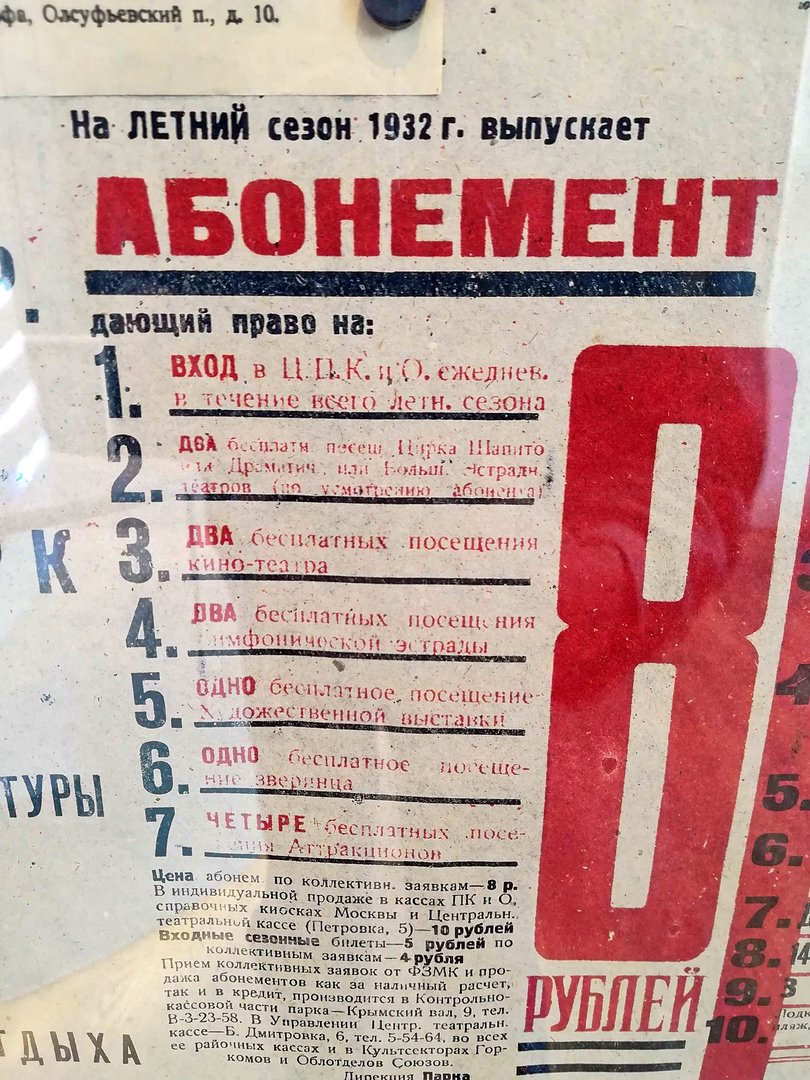 фа, Олсуфьевский п., д. 10.
На ЛЕТНИЙ сезон 1932 г. выпускает
АБОНЕМЕНТ
дающий право на:
1. ВХОД в Ц.П.К. и О. ежеднев.
в течение всего летн. сезона
2. ДВА бесплатн. посещ. Цирка Шапито
или Драматич. или Больш. Эстрадн.
театров (по усмотрению абонента)
3. ДВА бесплатных посещения
кино-театра
4. ДВА бесплатных посещения
симфонической эстрады
5. ОДНО бесплатное посещение
Художественной выставки
6. ОДНО бесплатное посеще-
ние зверинца
7. ЧЕТЫРЕ бесплатных посе-
щения Аттракционов
8
РУБЛЕЙ
Цена абонем. по коллективн. заявкам—8 р.
В индивидуальной продаже в кассах ПК и О,
справочных киосках Москвы и Центральн.
театральной кассе (Петровка, 5)—10 рублей
Входные сезонные билеты—5 рублей по
коллективным заявкам—4 рубля
Прием коллективных заявок от ФЗМК и про-
дажа абонементов как за наличный расчет,
так и в кредит, производится в Контрольно-
кассовой части парка—Крымский вал, 9, тел.
В-3-23-58. В Управлении Центр. театральн.
кассе—Б. Дмитровка, 6, тел. 5-54-64, во всех
ее районных кассах и в Культсекторах Гор-
комов и Облотделов Союзов.
Дирекция Парка
Р К
ТУРЫ
ТДЫХА
4
5.
6.
7.
8. 14
9. 3
10.